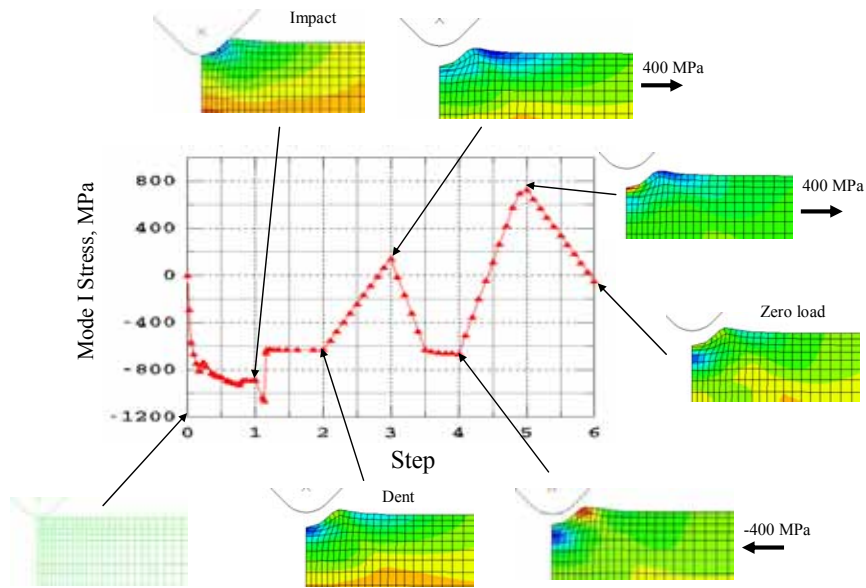 Impact
400 MPa
400 MPa
Mode I Stress, MPa
800
400
0
-400
-800
-1200
0 1 2 3 4 5 6
Step
Zero load
Dent
-400 MPa